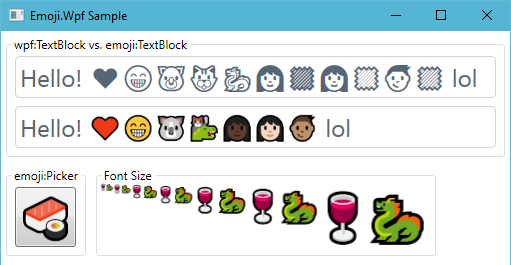 Emoji.Wpf Sample
wpf:TextBlock vs. emoji:TextBlock
Hello! lol
Hello! lol
emoji:Picker
Font Size